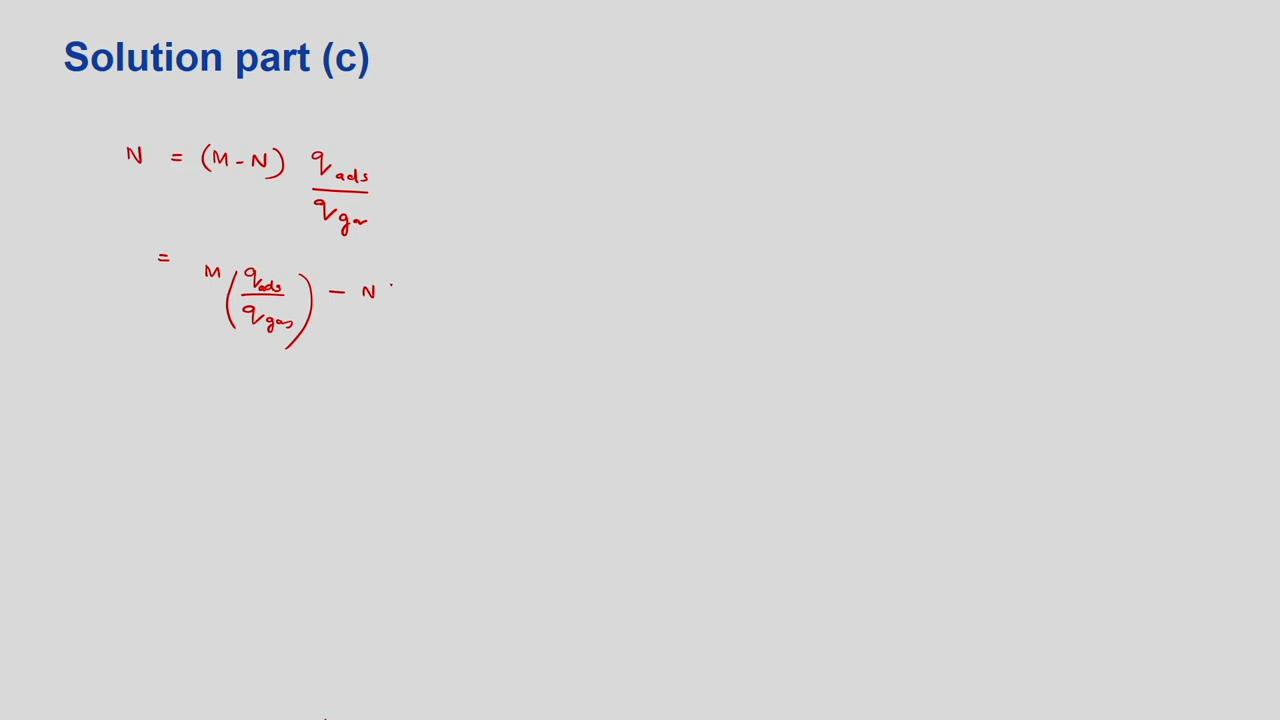 Solution part (c)
N = (M - N) q_ads / q_gas
= M (q_ads / q_gas) - N